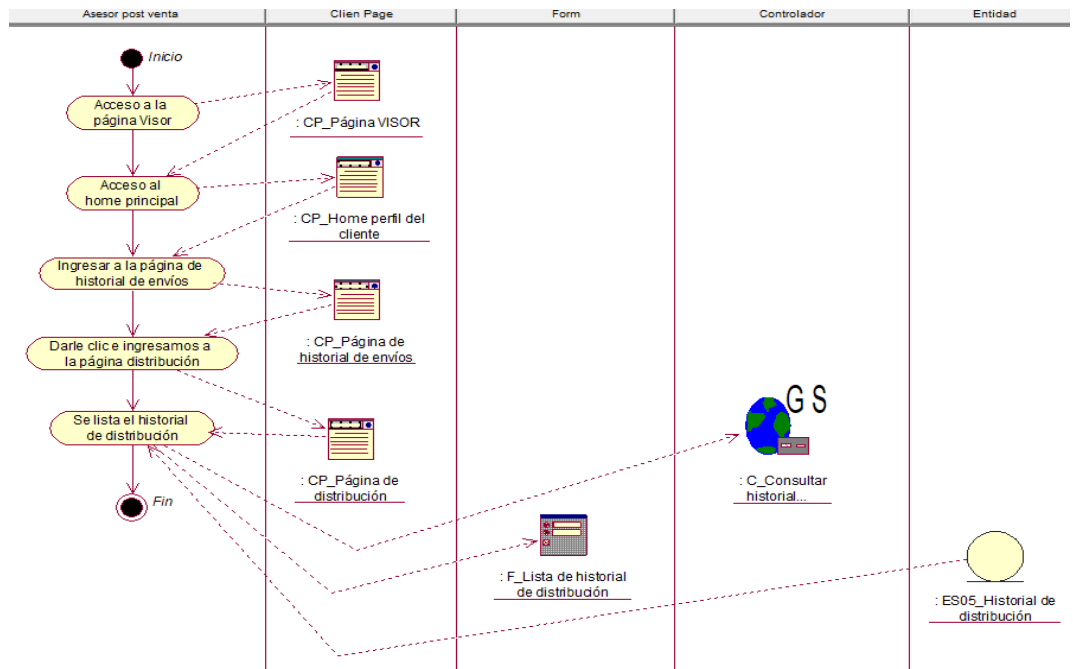 Asesor post venta
Clien Page
Form
Controlador
Entidad
Inicio
Acceso a la
página Visor
: CP_Página VISOR
Acceso al
home principal
: CP_Home perfil del
cliente
Ingresar a la página de
historial de envíos
: CP_Página de
historial de envíos
Darle clic e ingresamos a
la página distribución
Se lista el historial
de distribución
: CP_Página de
distribución
G S
: C_Consultar
historial...
Fin
: F_Lista de historial
de distribución
: ES05_Historial de
distribución